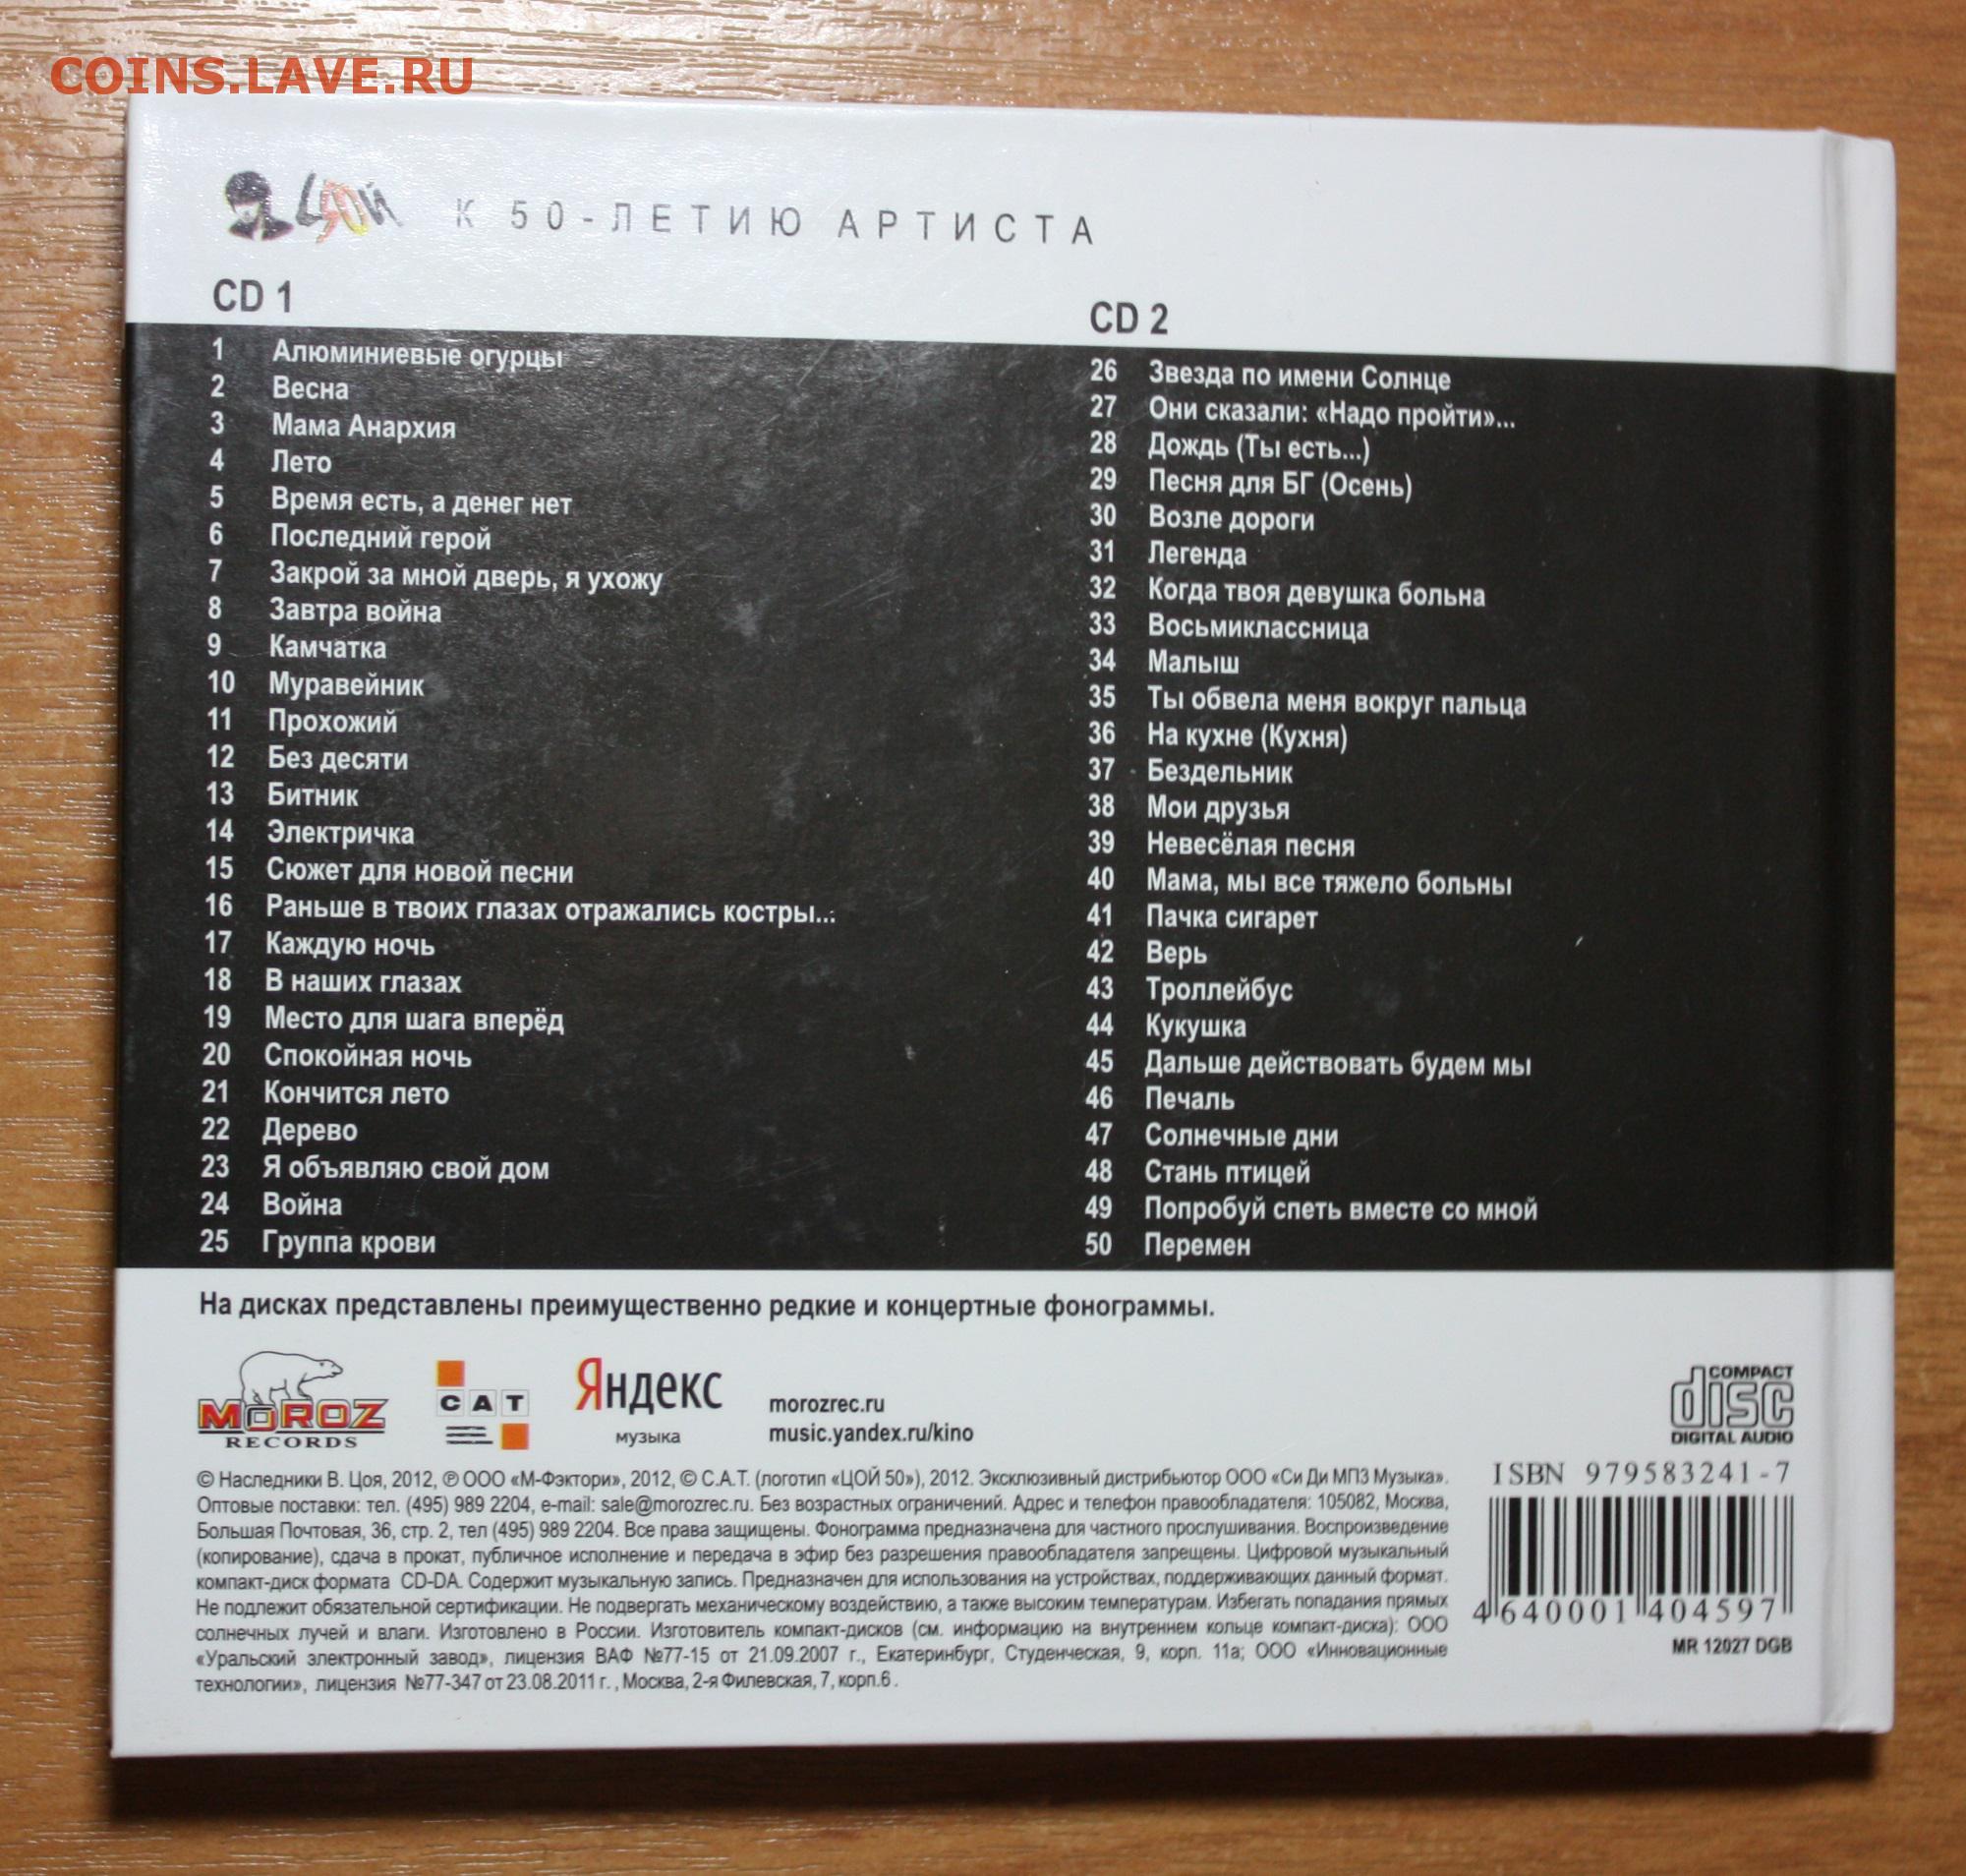 COINS.LAVE.RU
ЦОЙ К 50-ЛЕТИЮ АРТИСТА
CD 1
1 Алюминиевые огурцы
2 Весна
3 Мама Анархия
4 Лето
5 Время есть, а денег нет
6 Последний герой
7 Закрой за мной дверь, я ухожу
8 Завтра война
9 Камчатка
10 Муравейник
11 Прохожий
12 Без десяти
13 Битник
14 Электричка
15 Сюжет для новой песни
16 Раньше в твоих глазах отражались костры...
17 Каждую ночь
18 В наших глазах
19 Место для шага вперёд
20 Спокойная ночь
21 Кончится лето
22 Дерево
23 Я объявляю свой дом
24 Война
25 Группа крови
CD 2
26 Звезда по имени Солнце
27 Они сказали: «Надо пройти»...
28 Дождь (Ты есть...)
29 Песня для БГ (Осень)
30 Возле дороги
31 Легенда
32 Когда твоя девушка больна
33 Восьмиклассница
34 Малыш
35 Ты обвела меня вокруг пальца
36 На кухне (Кухня)
37 Бездельник
38 Мои друзья
39 Невесёлая песня
40 Мама, мы все тяжело больны
41 Пачка сигарет
42 Верь
43 Троллейбус
44 Кукушка
45 Дальше действовать будем мы
46 Печаль
47 Солнечные дни
48 Стань птицей
49 Попробуй спеть вместе со мной
50 Перемен
На дисках представлены преимущественно редкие и концертные фонограммы.
MOROZ
RECORDS
САТ
Яндекс
музыка
morozrec.ru
music.yandex.ru/kino
COMPACT
disc
DIGITAL AUDIO
© Наследники В. Цоя, 2012, ℗ ООО «М-Фэктори», 2012, © С.А.Т. (логотип «ЦОЙ 50»), 2012. Эксклюзивный дистрибьютор ООО «Си Ди МПЗ Музыка».
Оптовые поставки: тел. (495) 989 2204, e-mail: sale@morozrec.ru. Без возрастных ограничений. Адрес и телефон правообладателя: 105082, Москва,
Большая Почтовая, 36, стр. 2, тел (495) 989 2204. Все права защищены. Фонограмма предназначена для частного прослушивания. Воспроизведение
(копирование), сдача в прокат, публичное исполнение и передача в эфир без разрешения правообладателя запрещены. Цифровой музыкальный
компакт-диск формата CD-DA. Содержит музыкальную запись. Предназначен для использования на устройствах, поддерживающих данный формат.
Не подлежит обязательной сертификации. Не подвергать механическому воздействию, а также высоким температурам. Избегать попадания прямых
солнечных лучей и влаги. Изготовлено в России. Изготовитель компакт-дисков (см. информацию на внутреннем кольце компакт-диска): ООО
«Уральский электронный завод», лицензия ВАФ №77-15 от 21.09.2007 г., Екатеринбург, Студенческая, 9, корп. 11а; ООО «Инновационные
технологии», лицензия №77-347 от 23.08.2011 г., Москва, 2-я Филевская, 7, корп.6.
ISBN 979583241-7
4 640001 404597
MR 12027 DGB